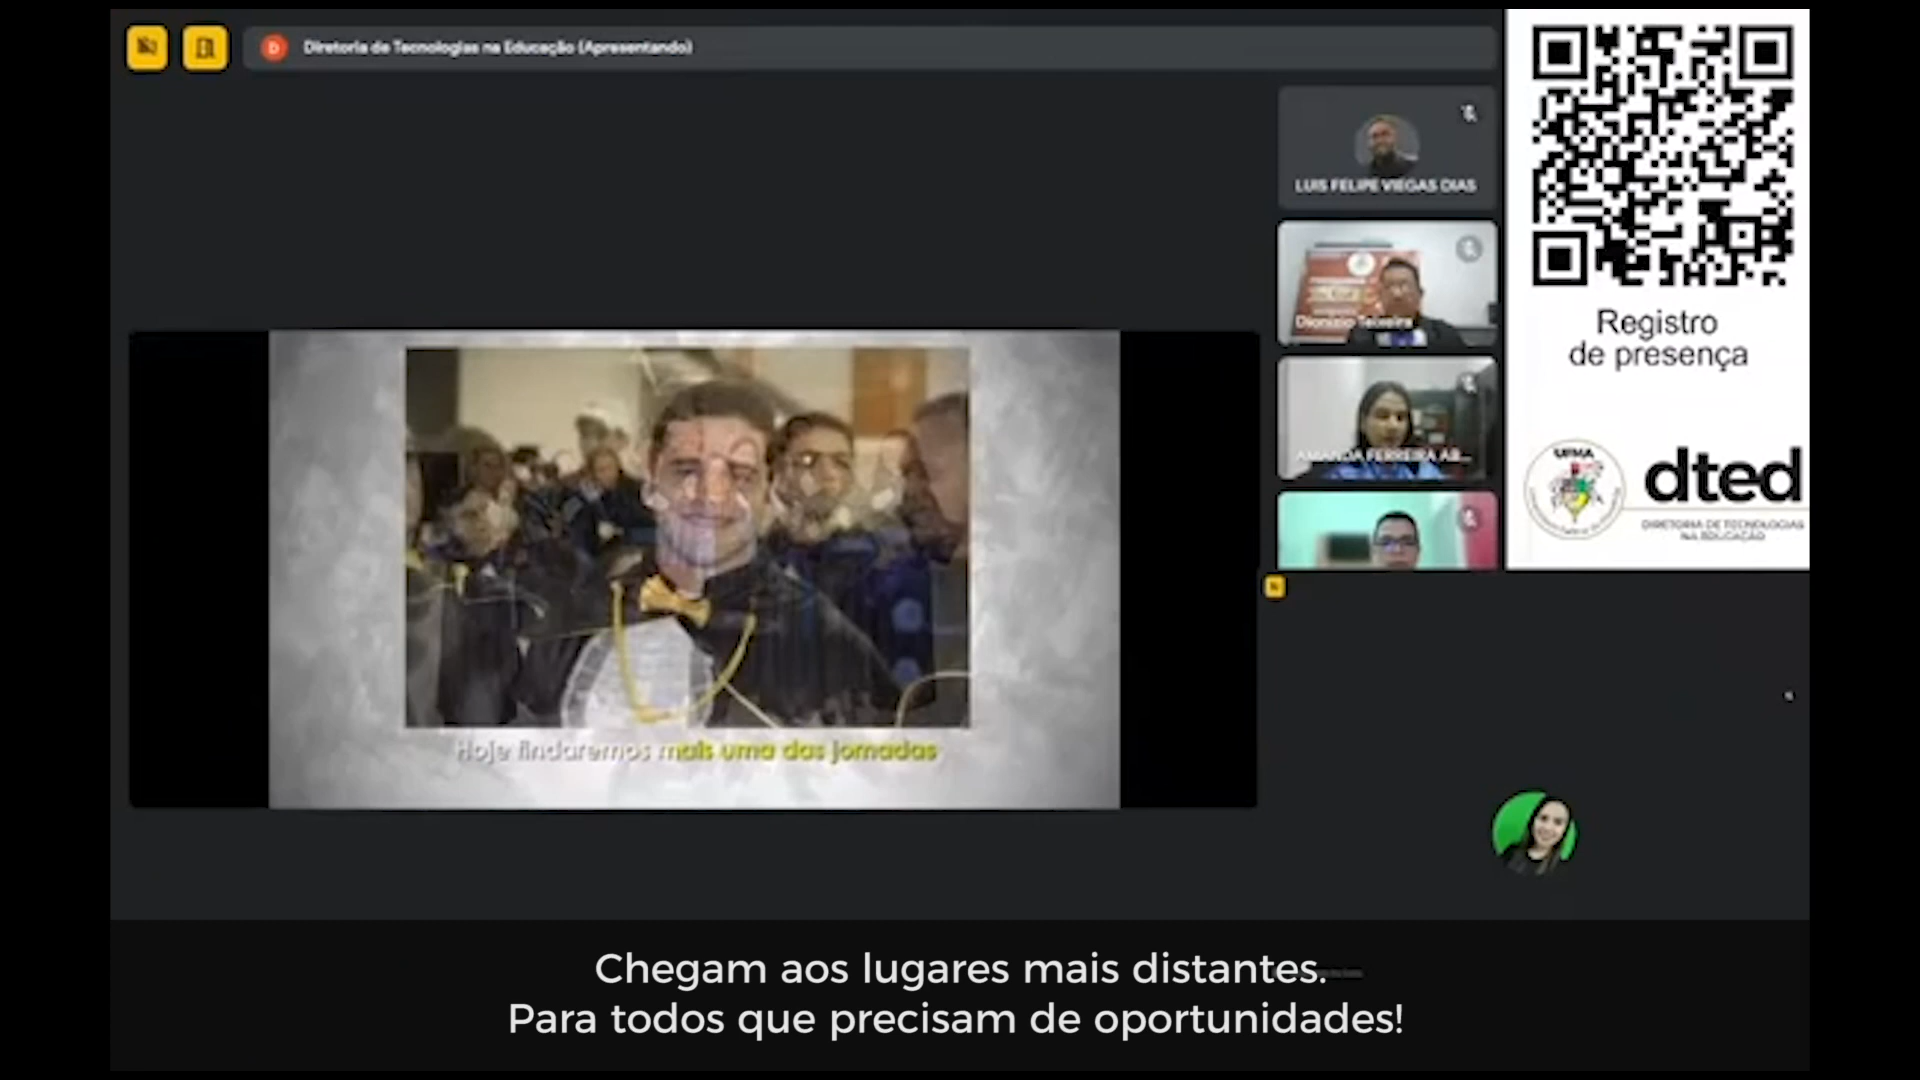 Diretoria de Tecnologias na Educação (Apresentando)
D
LUIS FELIPE VIEGAS DIAS
Dionizio Teixeira
AMANDA FERREIRA AB...
Registro
de presença
UFMA
dted
DIRETORIA DE TECNOLOGIAS
NA EDUCAÇÃO
Hoje findaremos mais uma das jornadas
Chegam aos lugares mais distantes.
Para todos que precisam de oportunidades!